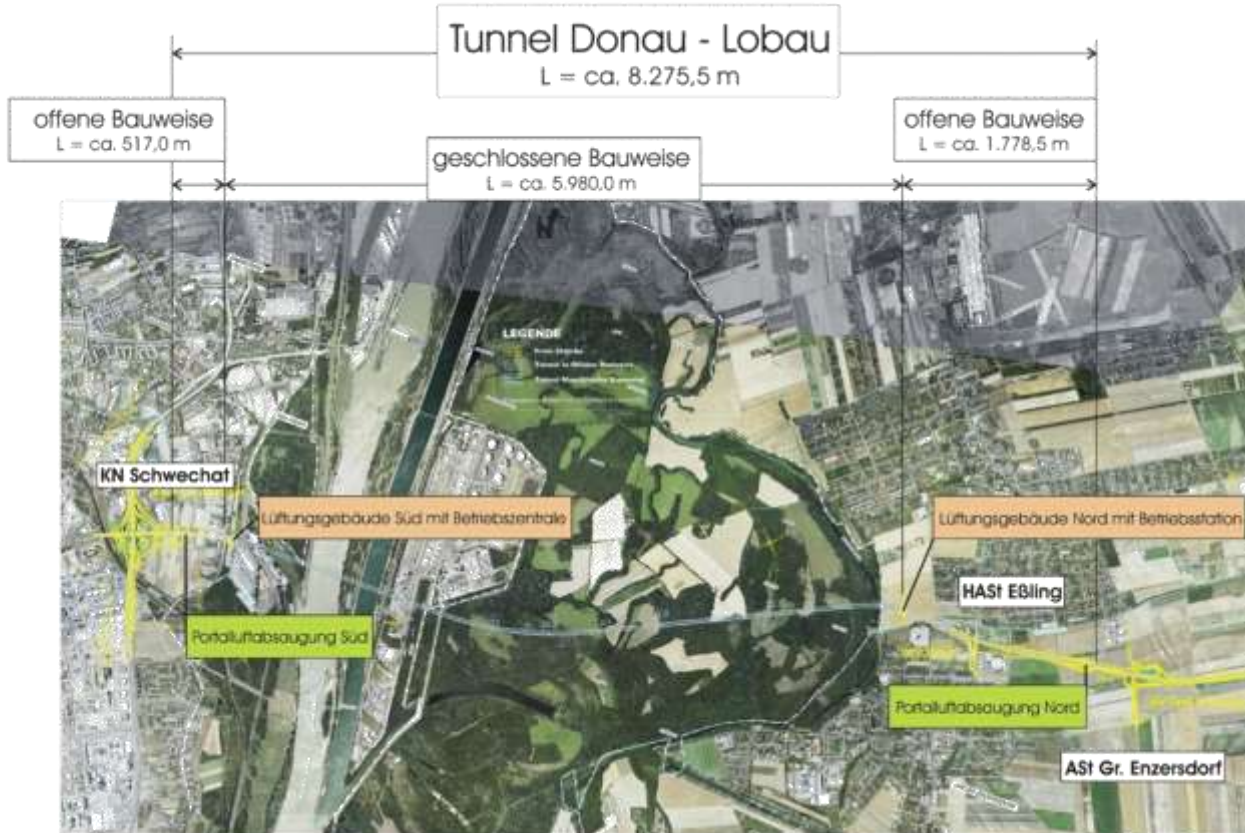 Tunnel Donau - Lobau
L = ca. 8.275,5 m
offene Bauweise
L = ca. 517,0 m
offene Bauweise
L = ca. 1.778,5 m
geschlossene Bauweise
L = ca. 5.980,0 m
N
LEGENDE
KN Schwechat
Lüftungsgebäude Süd mit Betriebszentrale
Lüftungsgebäude Nord mit Betriebsstation
HASt Eßling
Portalluftabsaugung Süd
Portalluftabsaugung Nord
ASt Gr. Enzersdorf